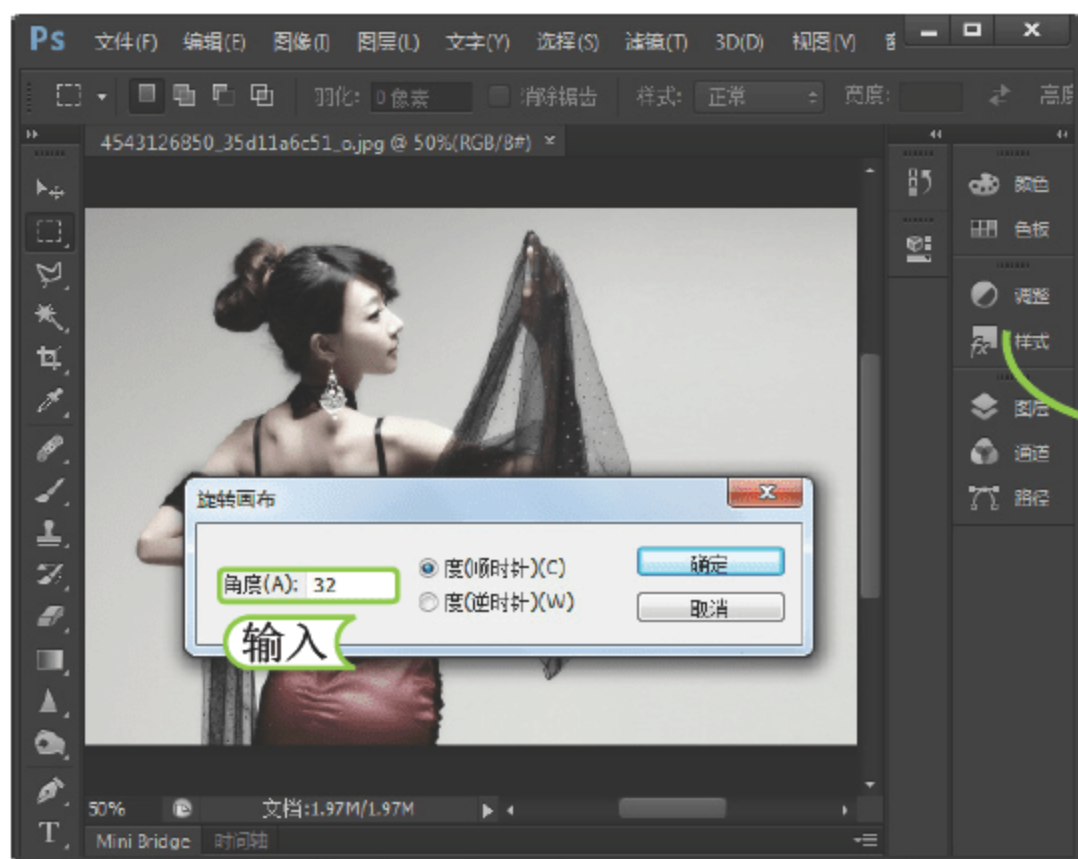 Ps 文件(F) 编辑(E) 图像(I) 图层(L) 文字(Y) 选择(S) 滤镜(T) 3D(D) 视图(V)
羽化: 0 像素 消除锯齿 样式: 正常 宽度: 高度
4543126850_35d11a6c51_o.jpg @ 50%(RGB/8#) ×
颜色
色板
调整
fx 样式
图层
通道
路径
旋转画布
角度(A): 32
度(顺时针)(C)
度(逆时针)(W)
确定
取消
输入
T
50% 文档:1.97M/1.97M
Mini Bridge 时间轴